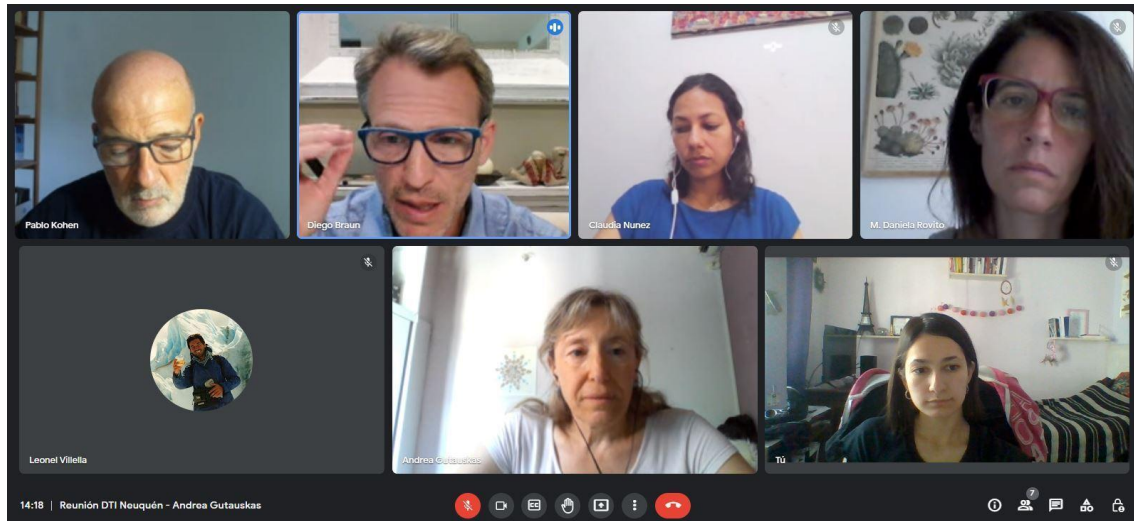 Pablo Kohen
Diego Braun
Claudia Nunez
M. Daniela Rovito
Leonel Villella
Andrea Gutauskas
Tú
14:18 | Reunión DTI Neuquén - Andrea Gutauskas
CC
7